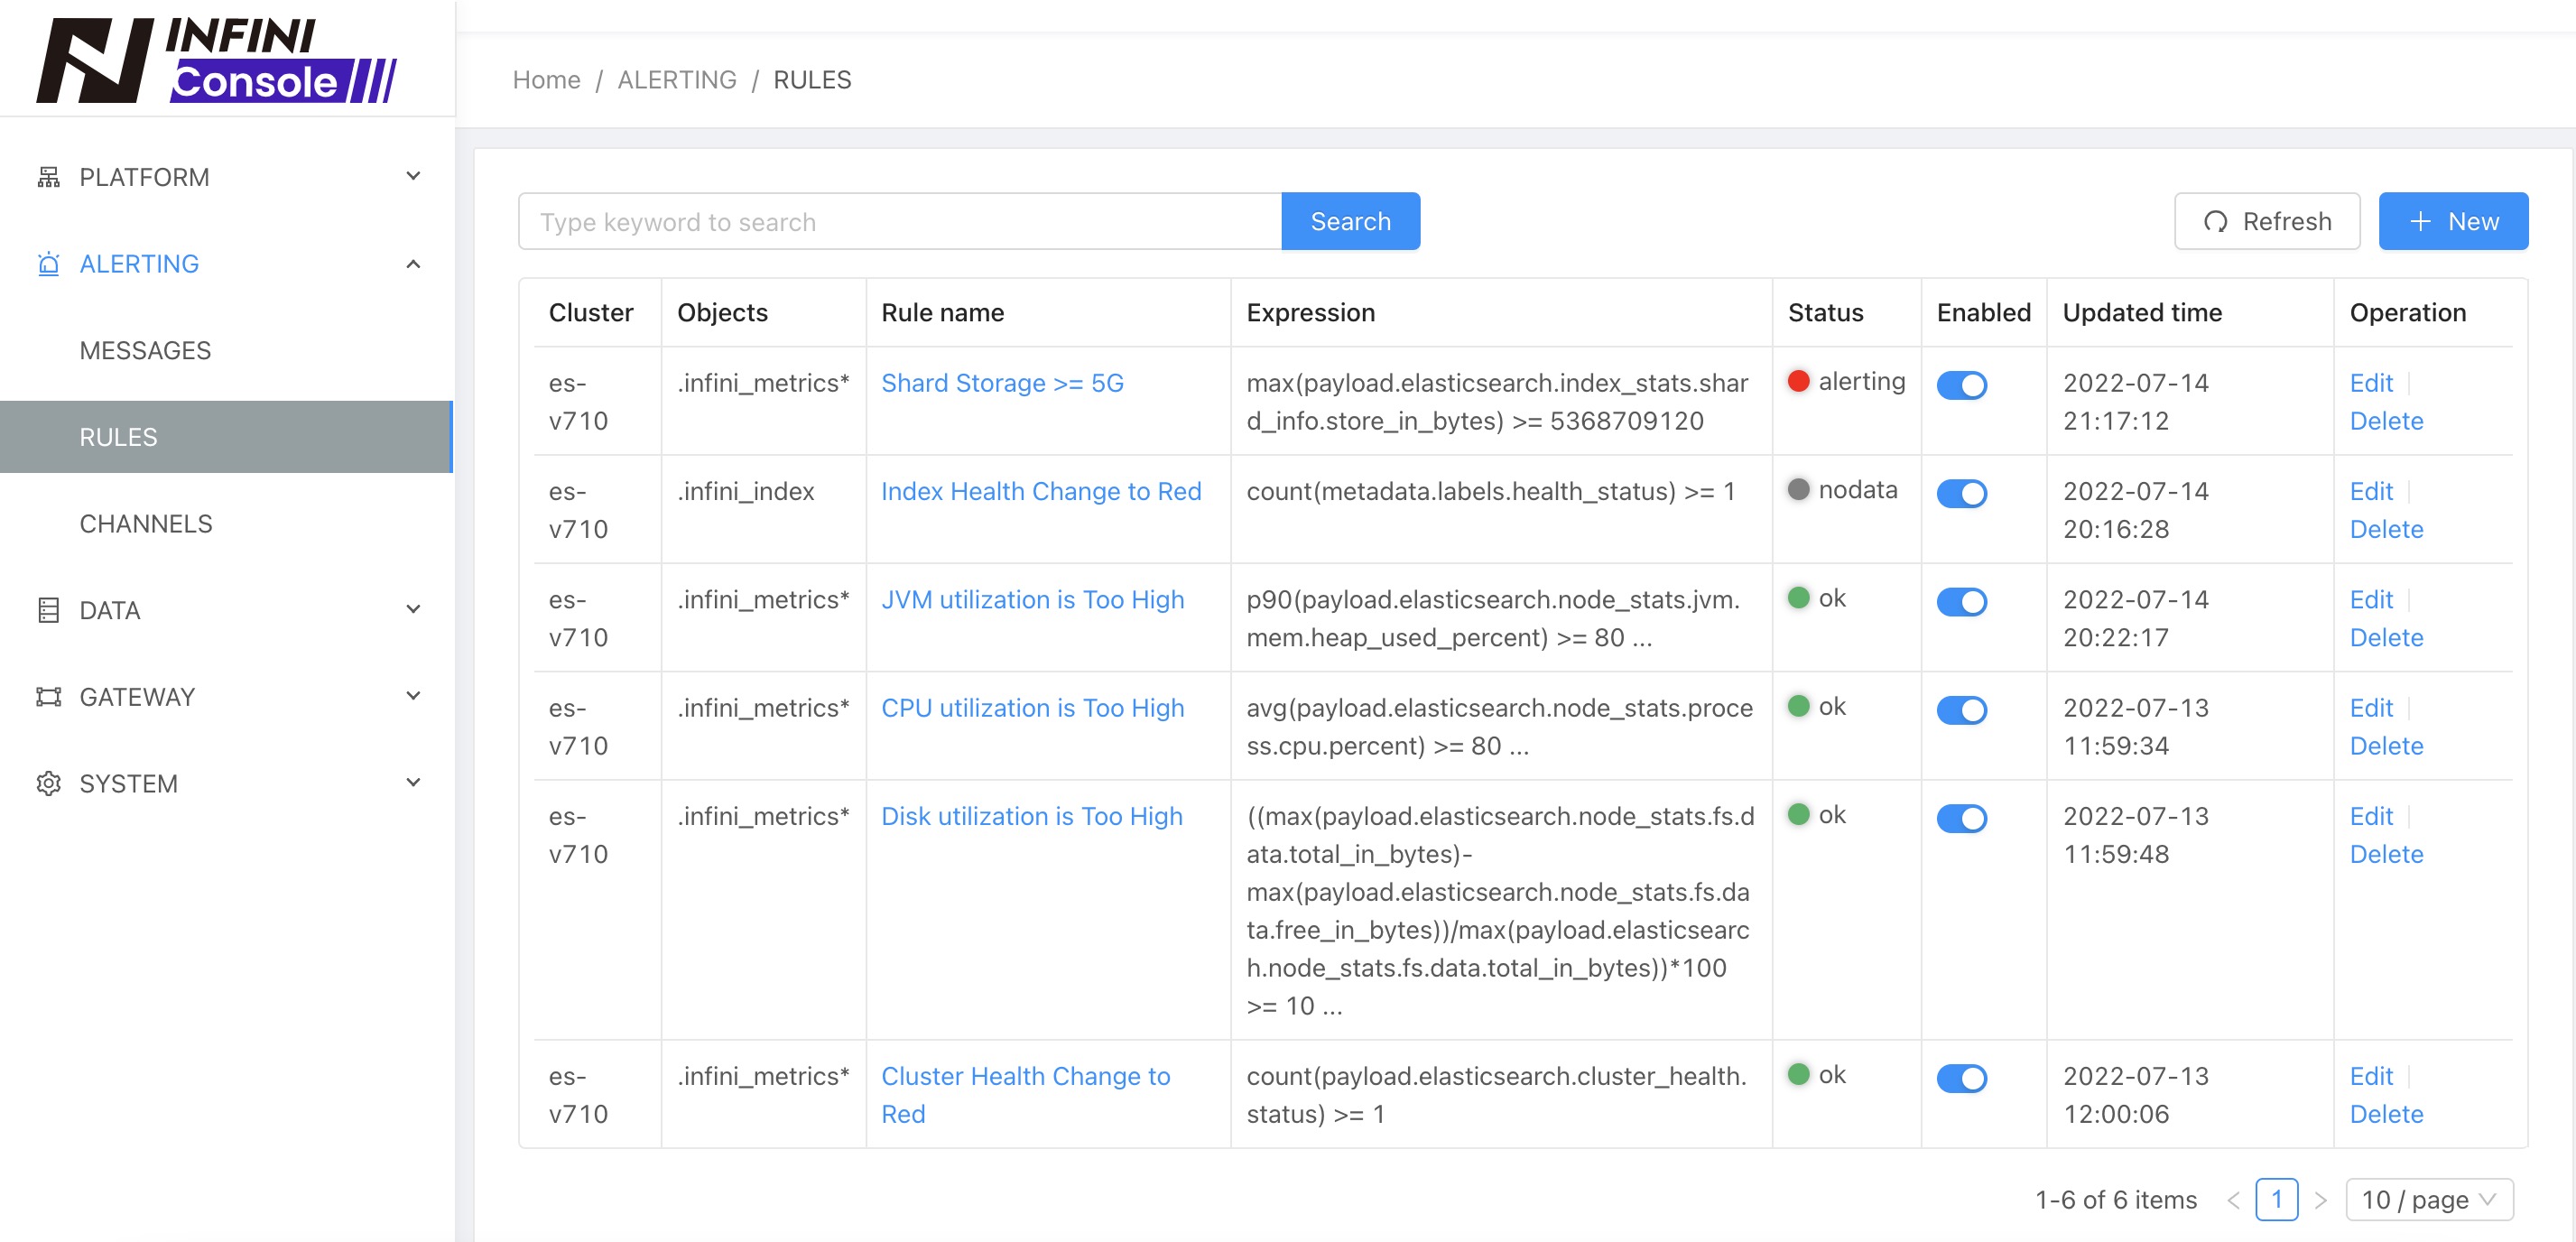 INFINI
Console
Home / ALERTING / RULES
PLATFORM
ALERTING
MESSAGES
RULES
CHANNELS
DATA
GATEWAY
SYSTEM
Type keyword to search
Search
Refresh
New
Cluster Objects Rule name Expression Status Enabled Updated time Operation
es- .infini_metrics* Shard Storage >= 5G max(payload.elasticsearch.index_stats.shar alerting 2022-07-14 Edit
v710 d_info.store_in_bytes) >= 5368709120 21:17:12 Delete
es- .infini_index Index Health Change to Red count(metadata.labels.health_status) >= 1 nodata 2022-07-14 Edit
v710 20:16:28 Delete
es- .infini_metrics* JVM utilization is Too High p90(payload.elasticsearch.node_stats.jvm. ok 2022-07-14 Edit
v710 mem.heap_used_percent) >= 80 ... 20:22:17 Delete
es- .infini_metrics* CPU utilization is Too High avg(payload.elasticsearch.node_stats.proce ok 2022-07-13 Edit
v710 ss.cpu.percent) >= 80 ... 11:59:34 Delete
es- .infini_metrics* Disk utilization is Too High ((max(payload.elasticsearch.node_stats.fs.d ok 2022-07-13 Edit
v710 ata.total_in_bytes)- 11:59:48 Delete
max(payload.elasticsearch.node_stats.fs.da
ta.free_in_bytes))/max(payload.elasticsearc
h.node_stats.fs.data.total_in_bytes))*100
>= 10 ...
es- .infini_metrics* Cluster Health Change to count(payload.elasticsearch.cluster_health. ok 2022-07-13 Edit
v710 Red status) >= 1 12:00:06 Delete
1-6 of 6 items < 1 > 10 / page